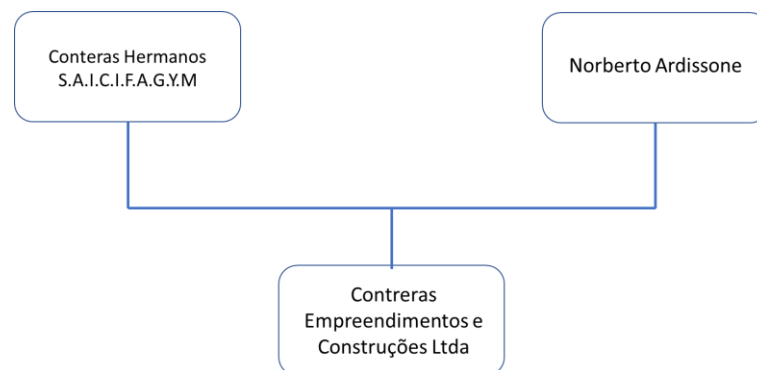 Conteras Hermanos
S.A.I.C.I.F.A.G.Y.M
Norberto Ardissone
Contreras
Empreendimentos e
Construções Ltda